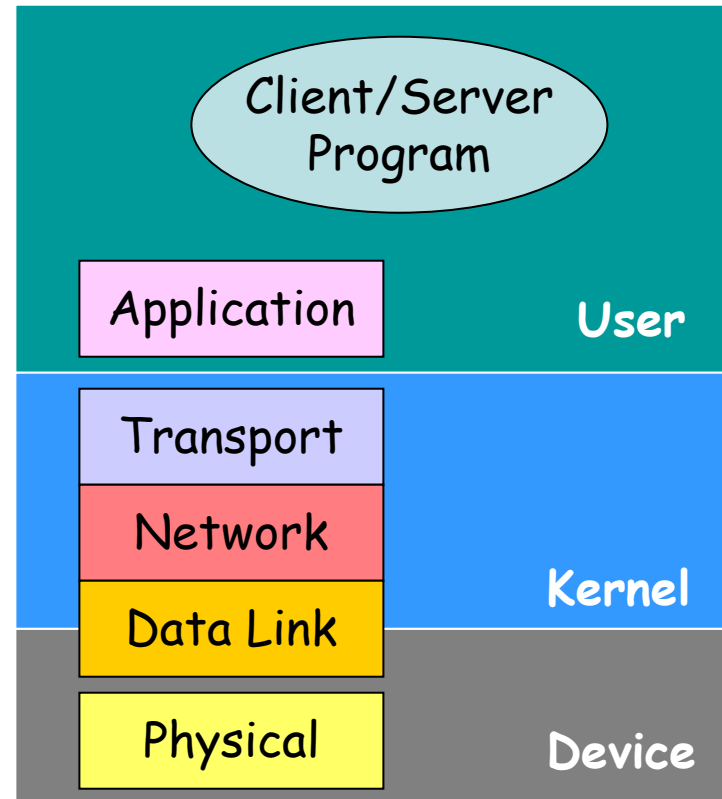 Client/Server
Program
Application
User
Transport
Network
Kernel
Data Link
Physical
Device